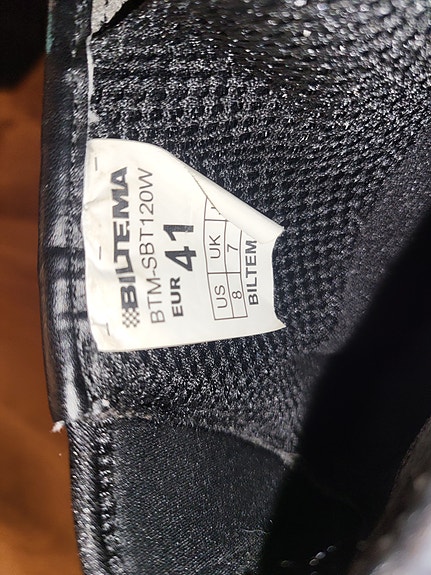 BILTEMA
BTM-SBT120W
EUR 41
US UK
8 7
BILTEM